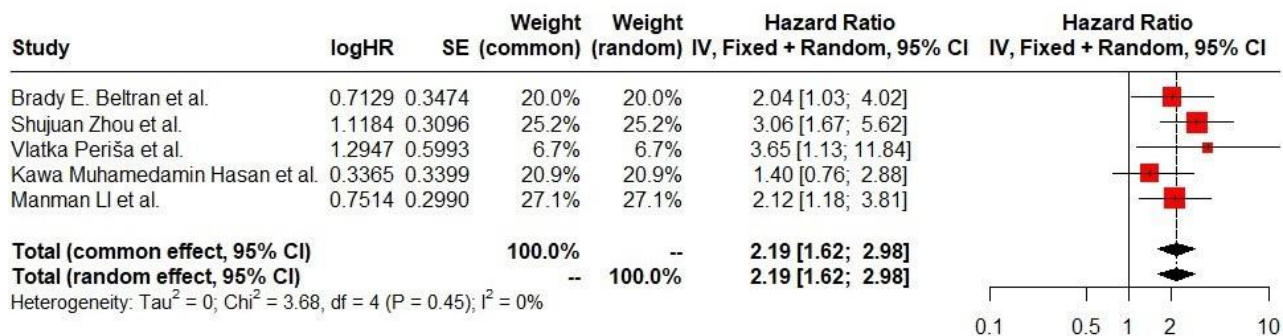 Weight Weight Hazard Ratio Hazard Ratio
Study logHR SE (common) (random) IV, Fixed + Random, 95% CI IV, Fixed + Random, 95% CI
Brady E. Beltran et al. 0.7129 0.3474 20.0% 20.0% 2.04 [1.03; 4.02]
Shujuan Zhou et al. 1.1184 0.3096 25.2% 25.2% 3.06 [1.67; 5.62]
Vlatka Periša et al. 1.2947 0.5993 6.7% 6.7% 3.65 [1.13; 11.84]
Kawa Muhamedamin Hasan et al. 0.3365 0.3399 20.9% 20.9% 1.40 [0.76; 2.88]
Manman LI et al. 0.7514 0.2990 27.1% 27.1% 2.12 [1.18; 3.81]
Total (common effect, 95% CI) 100.0% -- 2.19 [1.62; 2.98]
Total (random effect, 95% CI) -- 100.0% 2.19 [1.62; 2.98]
Heterogeneity: Tau² = 0; Chi² = 3.68, df = 4 (P = 0.45); I² = 0%
0.1 0.5 1 2 10